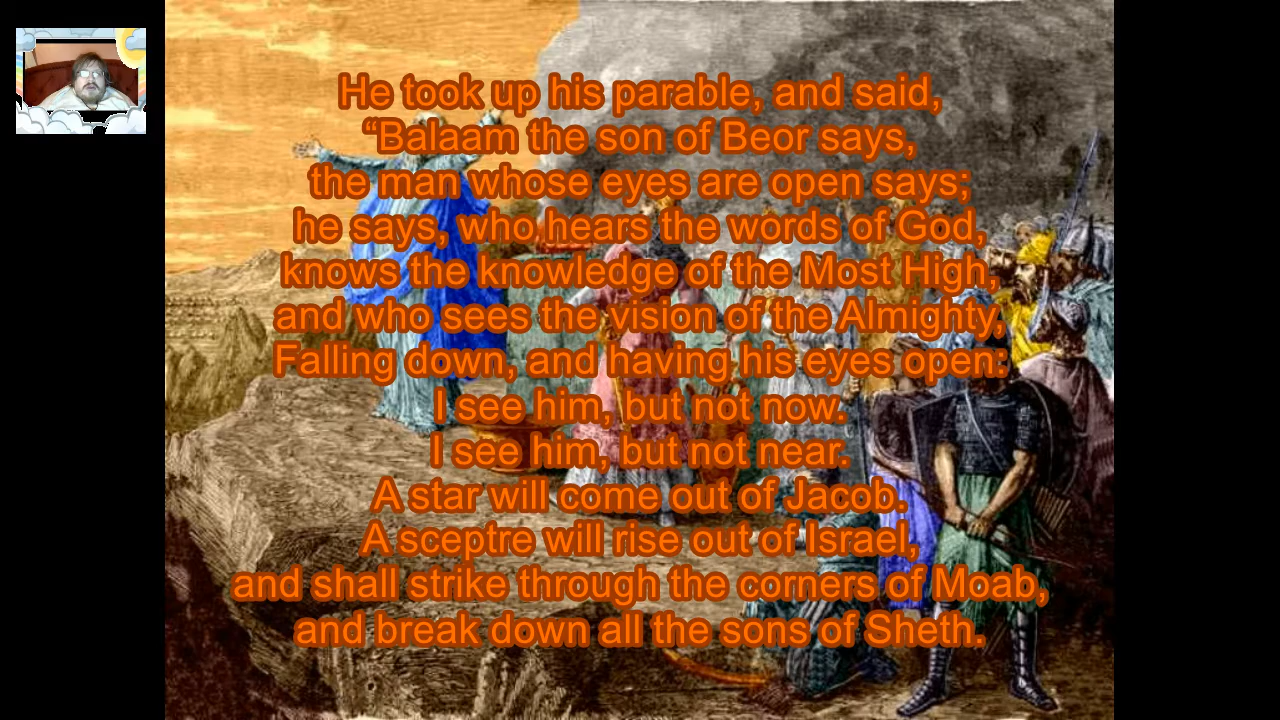 He took up his parable, and said,
“Balaam the son of Beor says,
the man whose eyes are open says;
he says, who hears the words of God,
knows the knowledge of the Most High,
and who sees the vision of the Almighty,
Falling down, and having his eyes open:
I see him, but not now.
I see him, but not near.
A star will come out of Jacob.
A sceptre will rise out of Israel,
and shall strike through the corners of Moab,
and break down all the sons of Sheth.